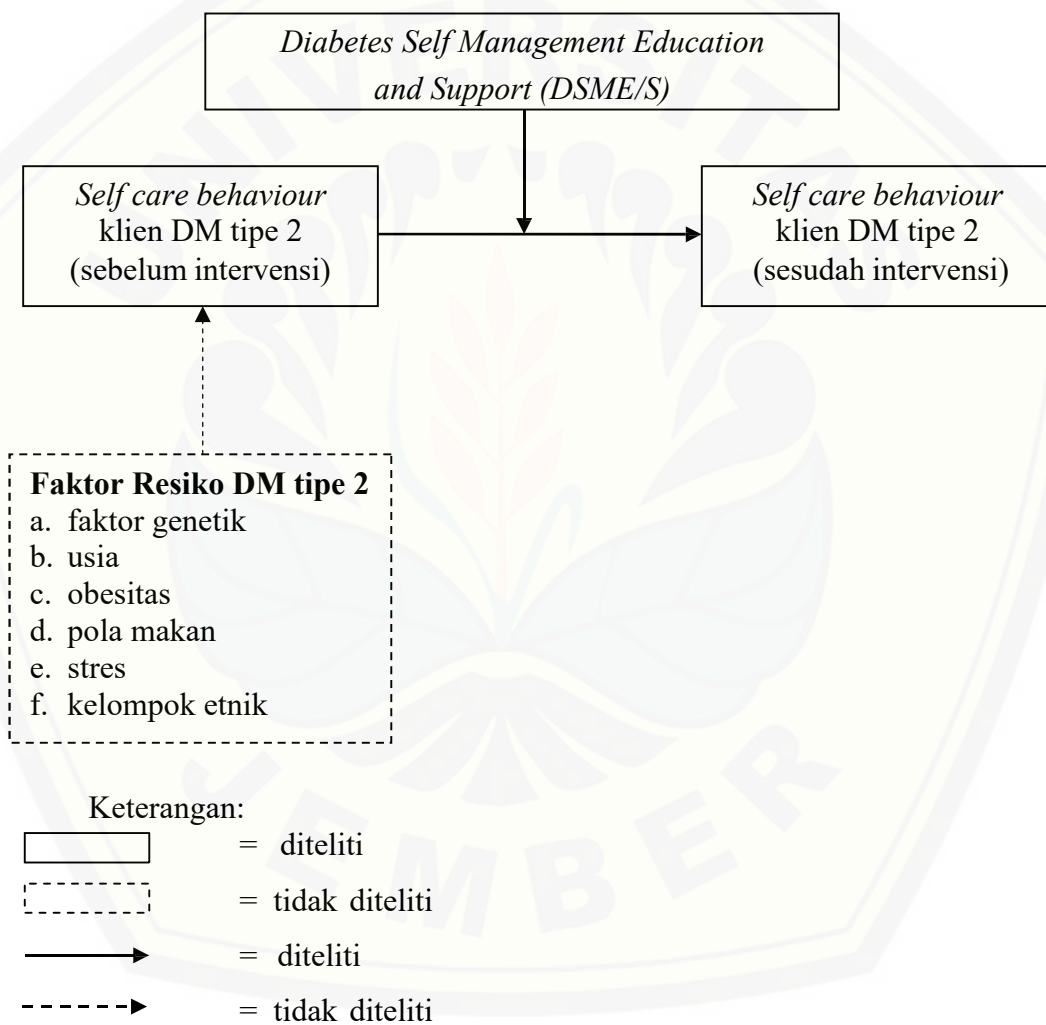 Diabetes Self Management Education
and Support (DSME/S)
Self care behaviour
klien DM tipe 2
(sebelum intervensi)
Self care behaviour
klien DM tipe 2
(sesudah intervensi)
Faktor Resiko DM tipe 2
a. faktor genetik
b. usia
c. obesitas
d. pola makan
e. stres
f. kelompok etnik
Keterangan:
= diteliti
= tidak diteliti
= diteliti
= tidak diteliti
UNIVERSITAS
JEMBER